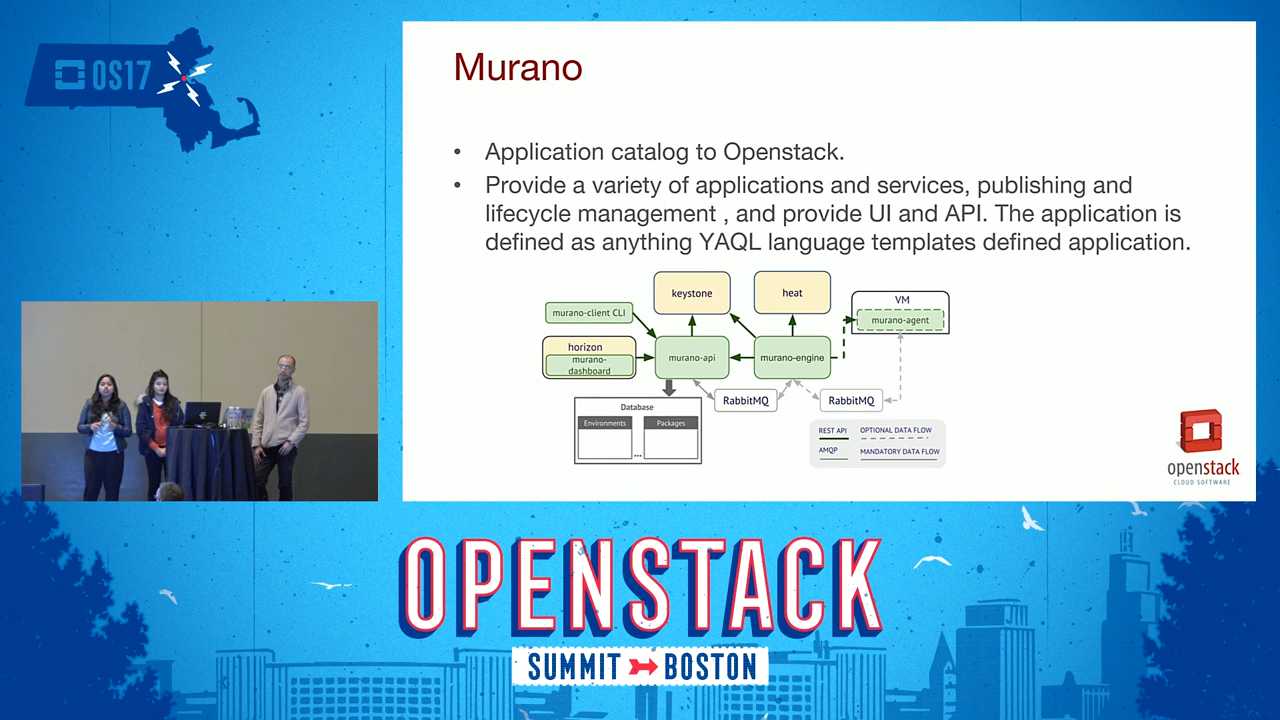 OS17
Murano
• Application catalog to Openstack.
• Provide a variety of applications and services, publishing and
lifecycle management , and provide UI and API. The application is
defined as anything YAQL language templates defined application.
keystone
heat
VM
murano-agent
murano-client CLI
horizon
murano-
dashboard
murano-api
murano-engine
RabbitMQ
RabbitMQ
Database
Environments
Packages
...
REST API
OPTIONAL DATA FLOW
AMQP
MANDATORY DATA FLOW
openstack
CLOUD SOFTWARE
OPENSTACK
SUMMIT BOSTON